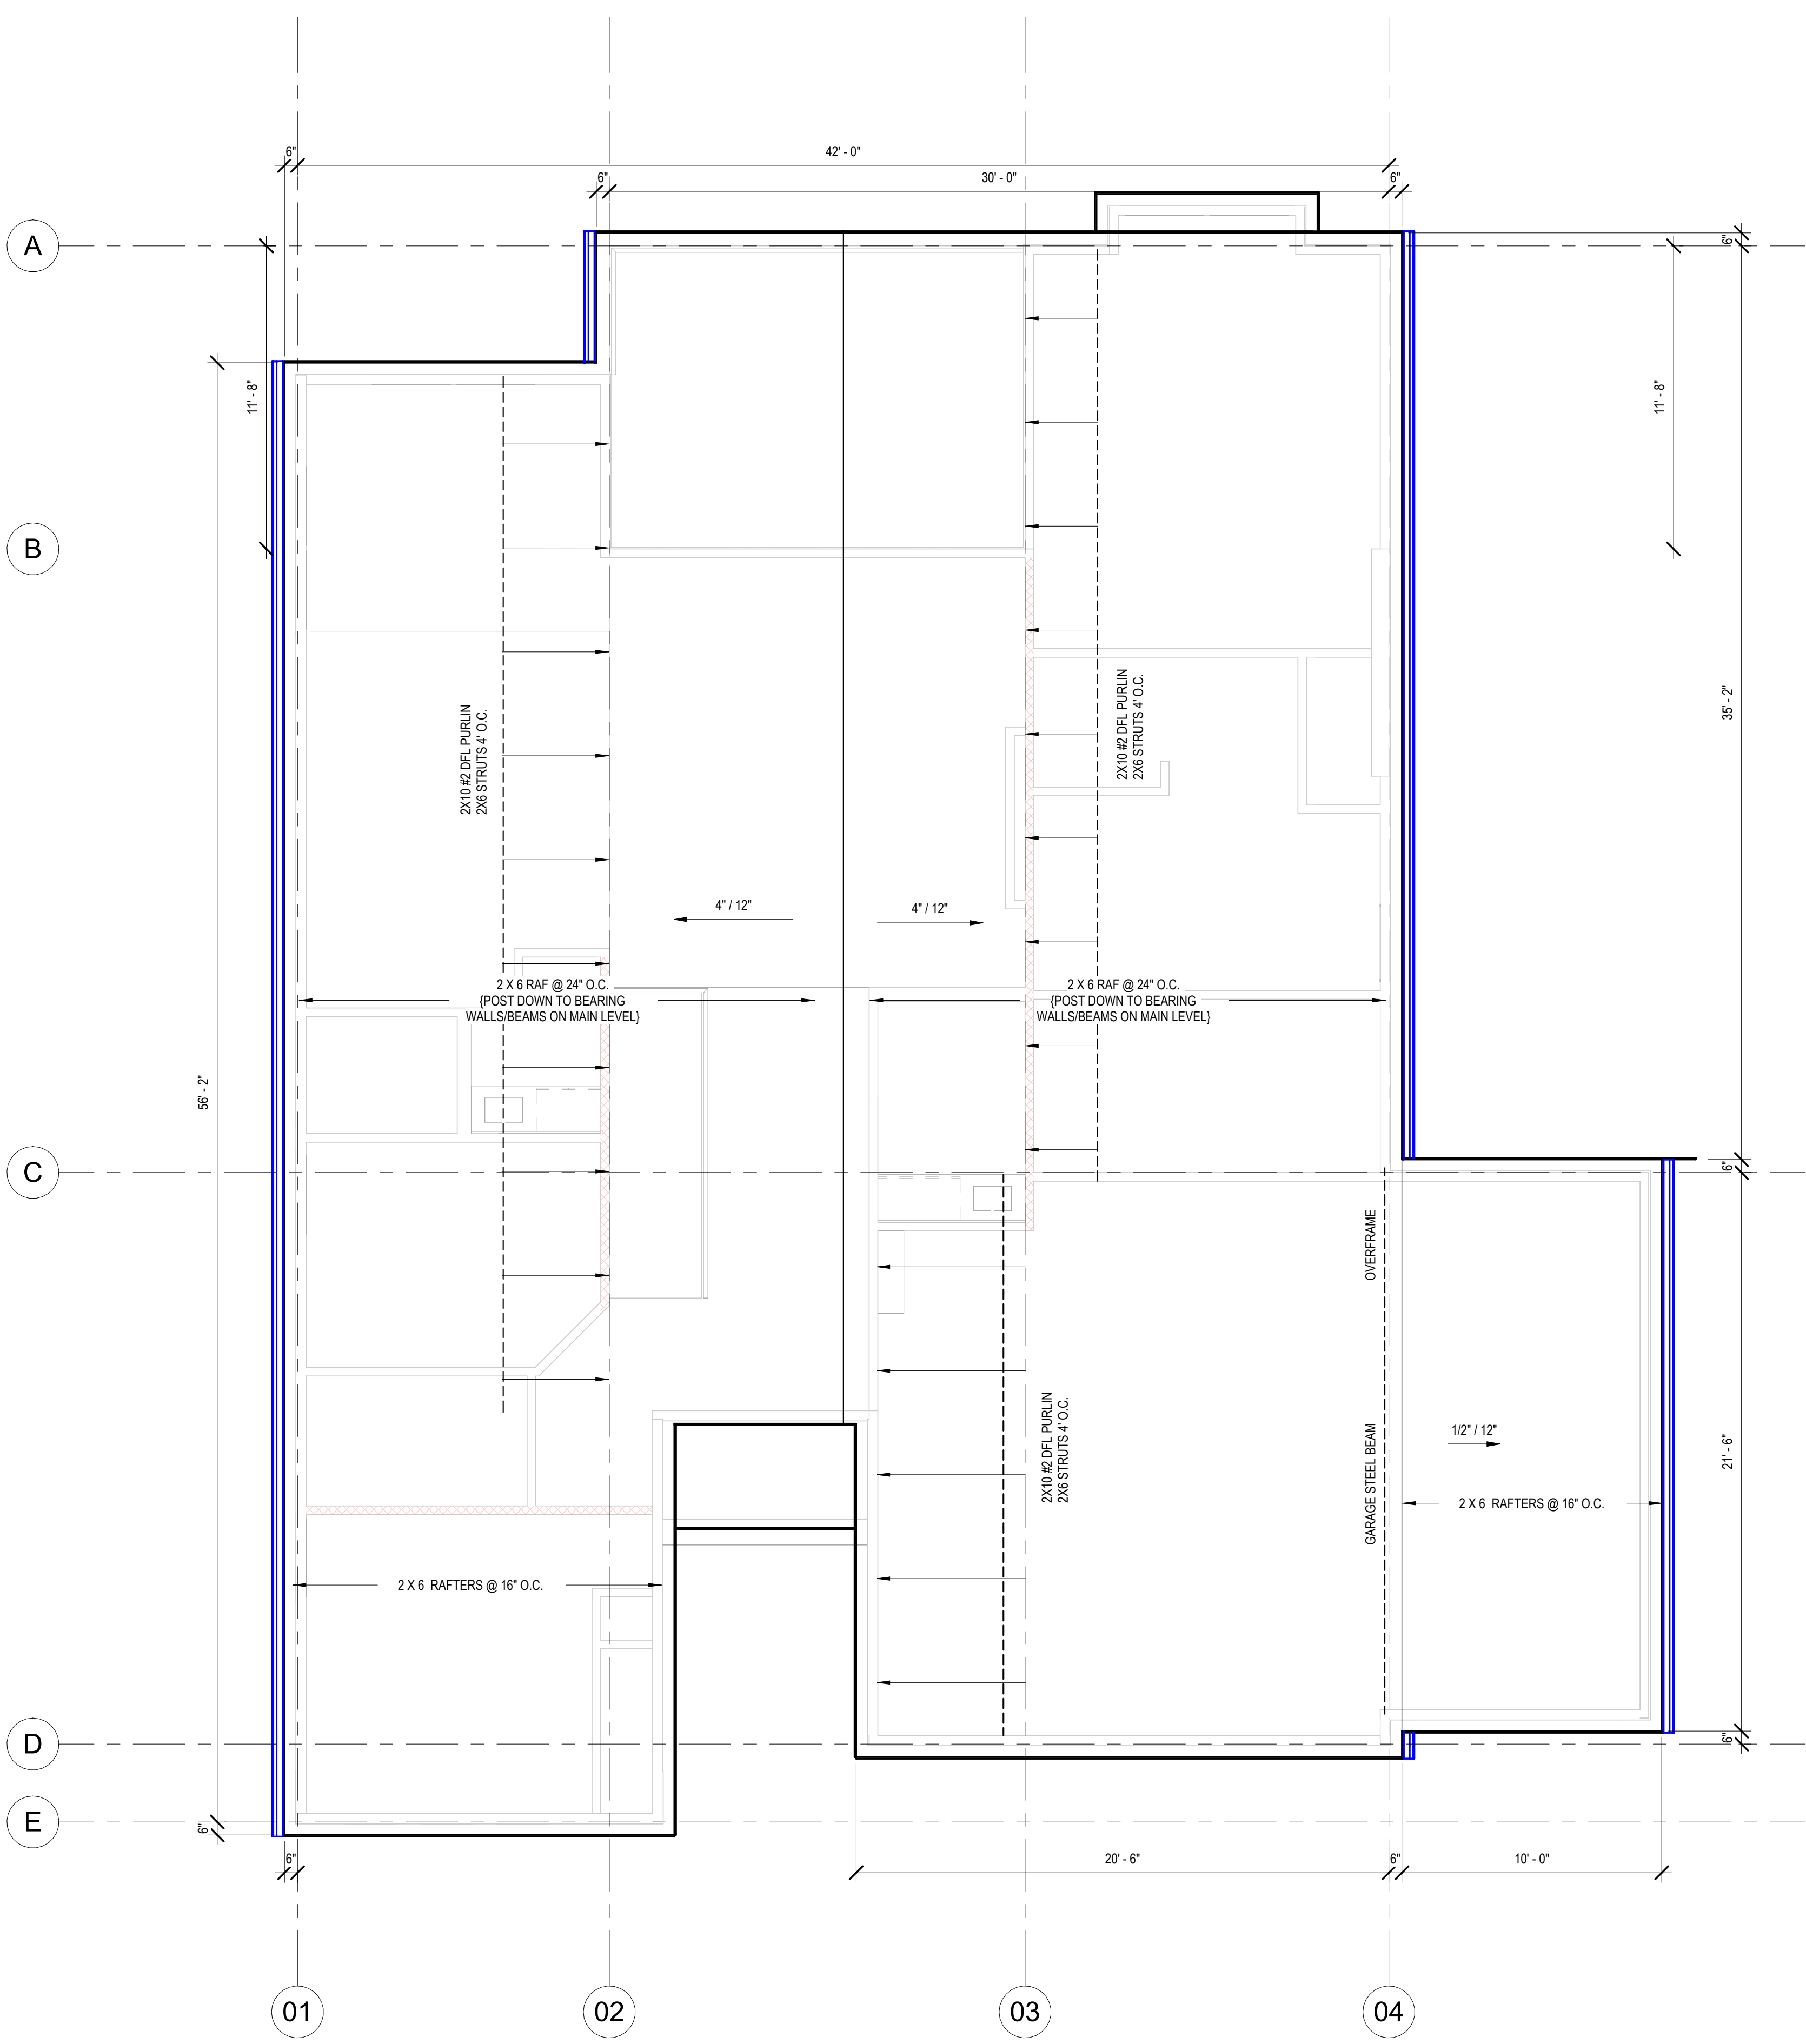 6"
42' - 0"
6"
30' - 0"
6"
A
6"
11' - 8"
11' - 8"
B
35' - 2"
2X10 #2 DFL PURLIN
2X6 STRUTS 4' O.C.
2X10 #2 DFL PURLIN
2X6 STRUTS 4' O.C.
4" / 12"
4" / 12"
2 X 6 RAF @ 24" O.C.
{POST DOWN TO BEARING
WALLS/BEAMS ON MAIN LEVEL}
2 X 6 RAF @ 24" O.C.
{POST DOWN TO BEARING
WALLS/BEAMS ON MAIN LEVEL}
56' - 2"
C
6"
OVERFRAME
2X10 #2 DFL PURLIN
2X6 STRUTS 4' O.C.
GARAGE STEEL BEAM
1/2" / 12"
21' - 6"
2 X 6 RAFTERS @ 16" O.C.
2 X 6 RAFTERS @ 16" O.C.
D
6"
E
6"
6"
20' - 6"
6"
10' - 0"
01
02
03
04